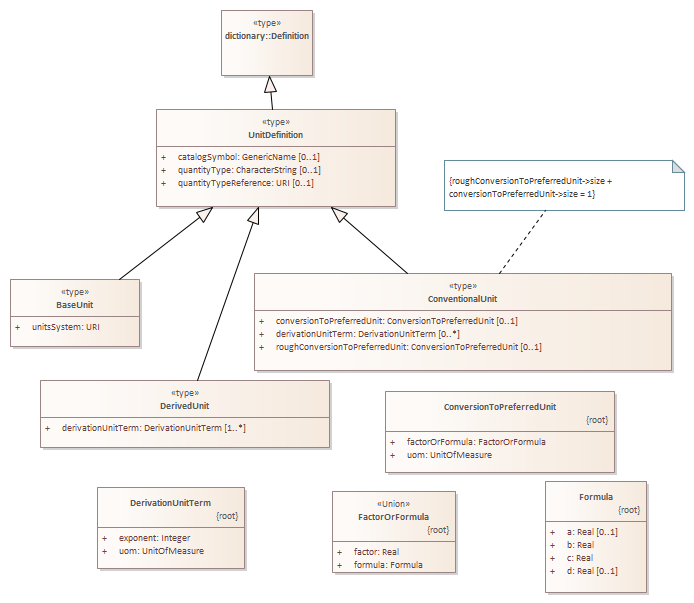 «type»
dictionary::Definition
«type»
UnitDefinition
+ catalogSymbol: GenericName [0..1]
+ quantityType: CharacterString [0..1]
+ quantityTypeReference: URI [0..1]
{roughConversionToPreferredUnit->size +
conversionToPreferredUnit->size = 1}
«type»
BaseUnit
+ unitsSystem: URI
«type»
ConventionalUnit
+ conversionToPreferredUnit: ConversionToPreferredUnit [0..1]
+ derivationUnitTerm: DerivationUnitTerm [0..*]
+ roughConversionToPreferredUnit: ConversionToPreferredUnit [0..1]
«type»
DerivedUnit
+ derivationUnitTerm: DerivationUnitTerm [1..*]
ConversionToPreferredUnit
{root}
+ factorOrFormula: FactorOrFormula
+ uom: UnitOfMeasure
DerivationUnitTerm
{root}
+ exponent: Integer
+ uom: UnitOfMeasure
«Union»
FactorOrFormula
{root}
+ factor: Real
+ formula: Formula
Formula
{root}
+ a: Real [0..1]
+ b: Real
+ c: Real
+ d: Real [0..1]